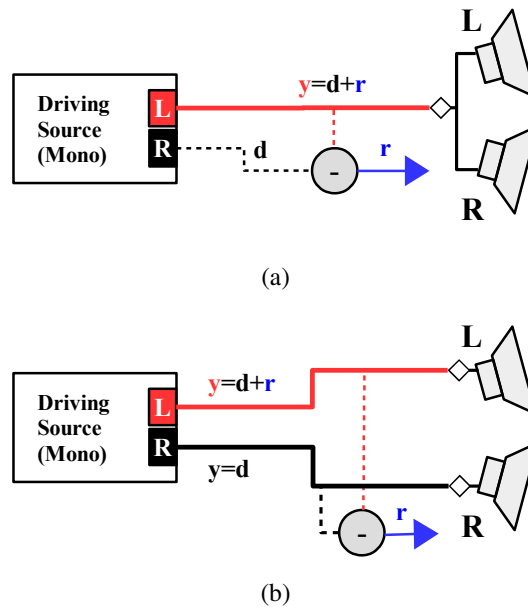 L
y=d+r
Driving
Source
(Mono)
L
R
d
-
r
R
(a)
L
y=d+r
Driving
Source
(Mono)
L
R
y=d
r
-
R
(b)